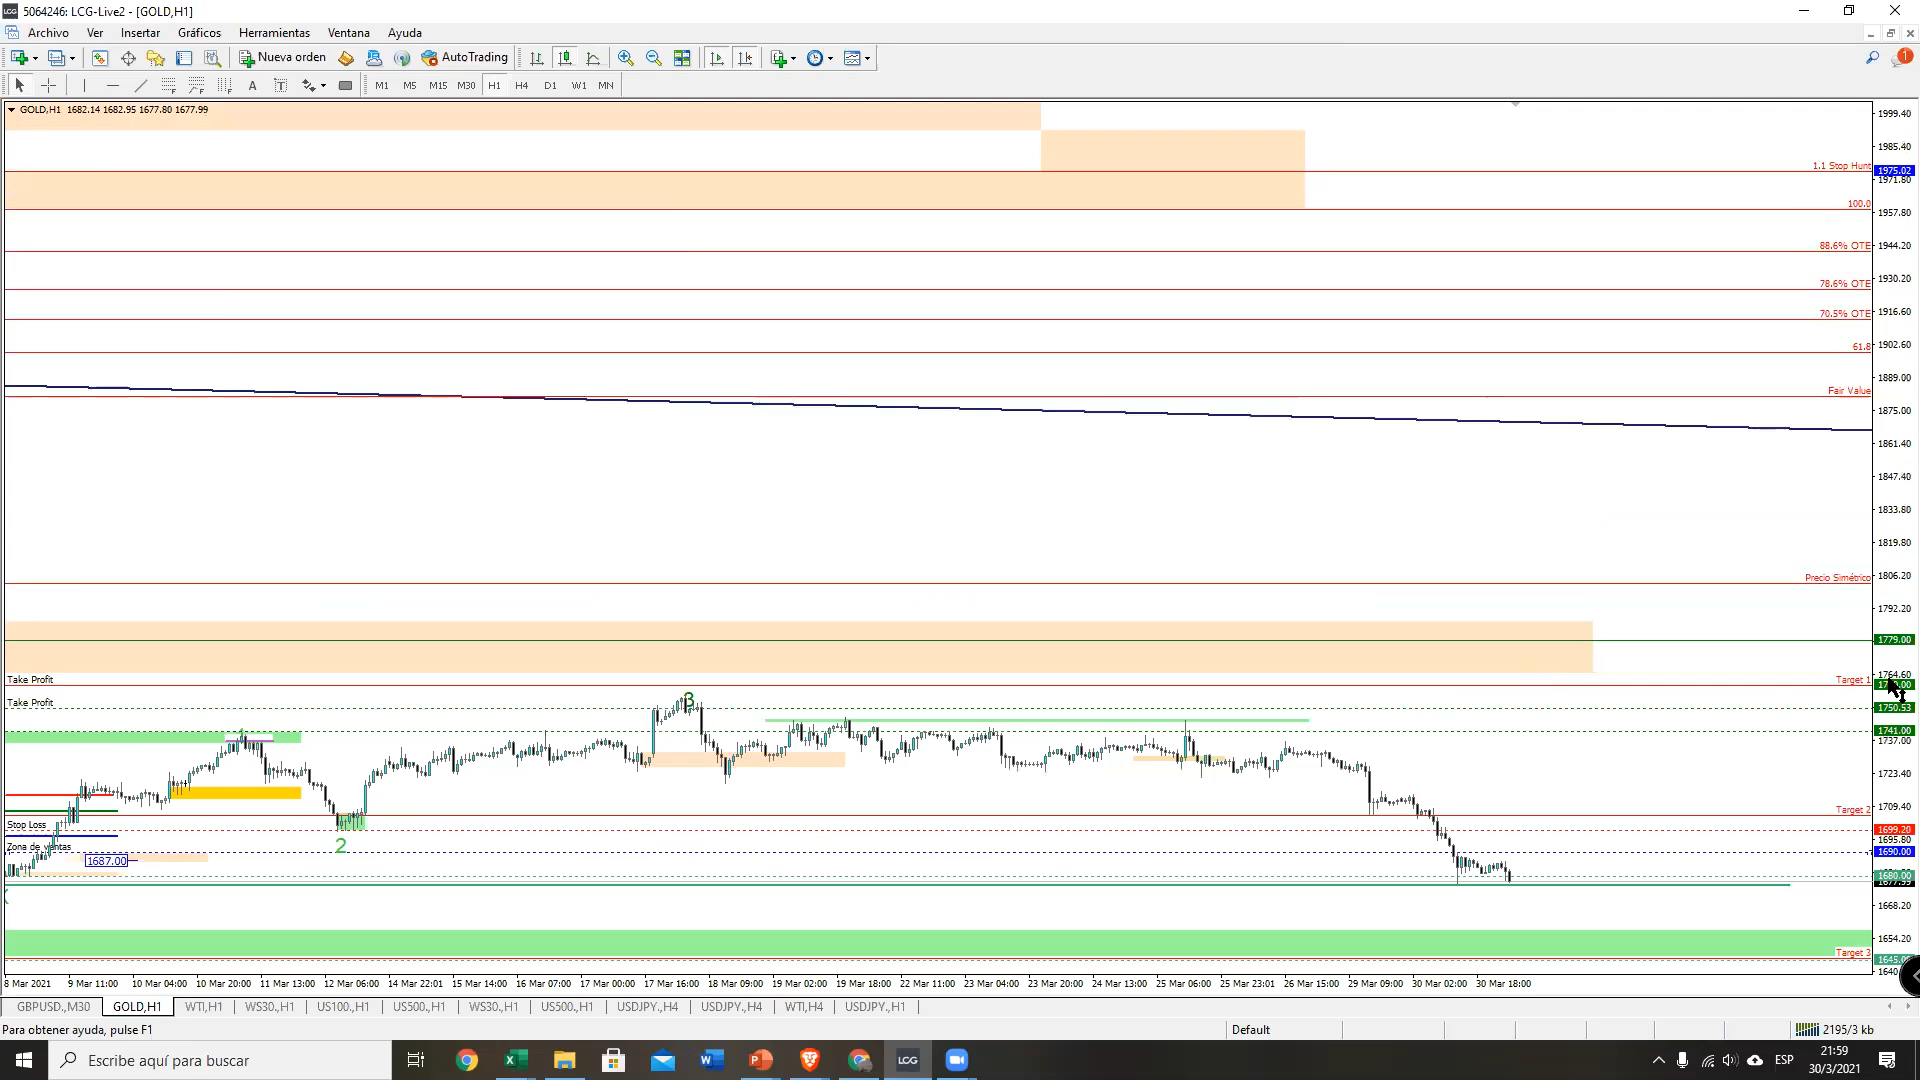 5064246: LCG-Live2 - [GOLD,H1]
Archivo Ver Insertar Gráficos Herramientas Ventana Ayuda
Nueva orden AutoTrading
1
A T M1 M5 M15 M30 H1 H4 D1 W1 MN
GOLD,H1 1682.14 1682.95 1677.80 1677.99
1999.40
1985.40
1.1 Stop Hunt
1975.02
1971.80
100.0
1957.80
88.6% OTE
1944.20
1930.20
78.6% OTE
70.5% OTE
1916.60
61.8
1902.60
1889.00
Fair Value
1875.00
1861.40
1847.40
1833.80
1819.80
Precio Simétrico
1806.20
1792.20
1779.00
1764.60
Take Profit
Target 1
Take Profit
3
1750.53
1741.00
1737.00
1723.40
1709.40
Target 2
Stop Loss
1699.20
1695.80
Zona de ventas
2
1690.00
1687.00
1680.00
1677.99
1668.20
1654.20
Target 3
1640
8 Mar 2021 9 Mar 11:00 10 Mar 04:00 10 Mar 20:00 11 Mar 13:00 12 Mar 06:00 14 Mar 22:01 15 Mar 14:00 16 Mar 07:00 17 Mar 00:00 17 Mar 16:00 18 Mar 09:00 19 Mar 02:00 19 Mar 18:00 22 Mar 11:00 23 Mar 04:00 23 Mar 20:00 24 Mar 13:00 25 Mar 06:00 25 Mar 23:01 26 Mar 15:00 29 Mar 09:00 30 Mar 02:00 30 Mar 18:00
GBPUSD.,M30 GOLD,H1 WTI,H1 WS30.,H1 US100.,H1 US500.,H1 WS30.,H1 US500.,H1 USDJPY.,H4 USDJPY.,H4 WTI,H4 USDJPY.,H1
Para obtener ayuda, pulse F1 Default 2195/3 kb
Escribe aquí para buscar LCG ESP 21:59
30/3/2021